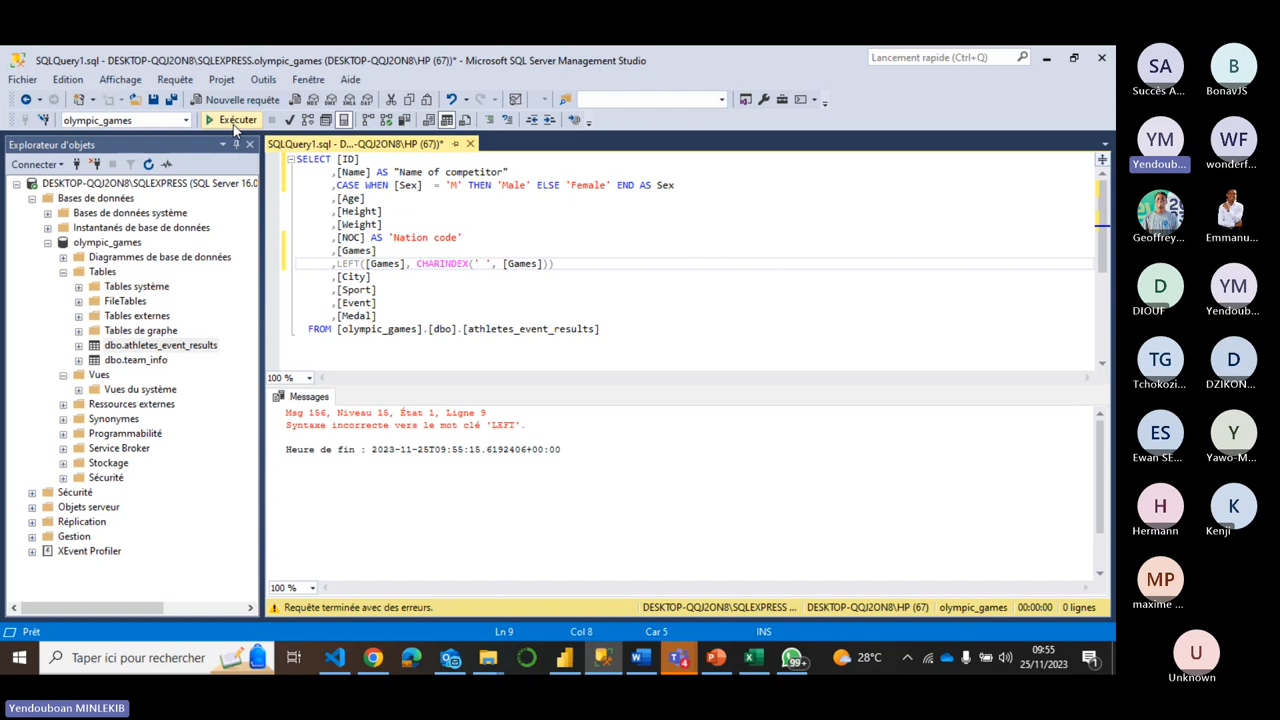 SQLQuery1.sql - DESKTOP-QQJ2ON8\SQLEXPRESS.olympic_games (DESKTOP-QQJ2ON8\HP (67))* - Microsoft SQL Server Management Studio
Lancement rapide (Ctrl+Q)
Fichier Edition Affichage Requête Projet Outils Fenêtre Aide
Nouvelle requête
olympic_games Exécuter
Explorateur d'objets
Connecter
DESKTOP-QQJ2ON8\SQLEXPRESS (SQL Server 16.0
Bases de données
Bases de données système
Instantanés de base de données
olympic_games
Diagrammes de base de données
Tables
Tables système
FileTables
Tables externes
Tables de graphe
dbo.athletes_event_results
dbo.team_info
Vues
Vues du système
Ressources externes
Synonymes
Programmabilité
Service Broker
Stockage
Sécurité
Sécurité
Objets serveur
Réplication
Gestion
XEvent Profiler
SQLQuery1.sql - D...-QQJ2ON8\HP (67))*
SELECT [ID]
,[Name] AS "Name of competitor"
,CASE WHEN [Sex] = 'M' THEN 'Male' ELSE 'Female' END AS Sex
,[Age]
,[Height]
,[Weight]
,[NOC] AS 'Nation code'
,[Games]
,LEFT([Games], CHARINDEX(' ', [Games]))
,[City]
,[Sport]
,[Event]
,[Medal]
FROM [olympic_games].[dbo].[athletes_event_results]
100 %
Messages
Msg 156, Niveau 15, État 1, Ligne 9
Syntaxe incorrecte vers le mot clé 'LEFT'.
Heure de fin : 2023-11-25T09:55:15.6192406+00:00
100 %
Requête terminée avec des erreurs. DESKTOP-QQJ2ON8\SQLEXPRESS ... DESKTOP-QQJ2ON8\HP (67) olympic_games 00:00:00 0 lignes
Prêt Ln 9 Col 8 Car 5 INS
Taper ici pour rechercher
99+
28°C
09:55
25/11/2023
1
SA
Succès A...
B
BonavJS
YM
Yendoub...
WF
wonderf...
Geoffrey...
Emmanu...
D
DIOUF
YM
Yendoub...
TG
Tchokozi...
D
DZIKON...
ES
Ewan SE...
Y
Yawo-M...
H
Hermann
K
Kenji
MP
maxime ...
U
Unknown
Yendouboan MINLEKIB